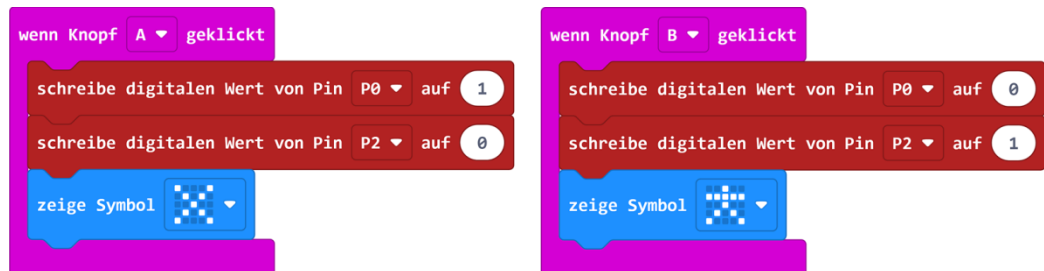 wenn Knopf A geklickt
schreibe digitalen Wert von Pin P0 auf 1
schreibe digitalen Wert von Pin P2 auf 0
zeige Symbol
wenn Knopf B geklickt
schreibe digitalen Wert von Pin P0 auf 0
schreibe digitalen Wert von Pin P2 auf 1
zeige Symbol